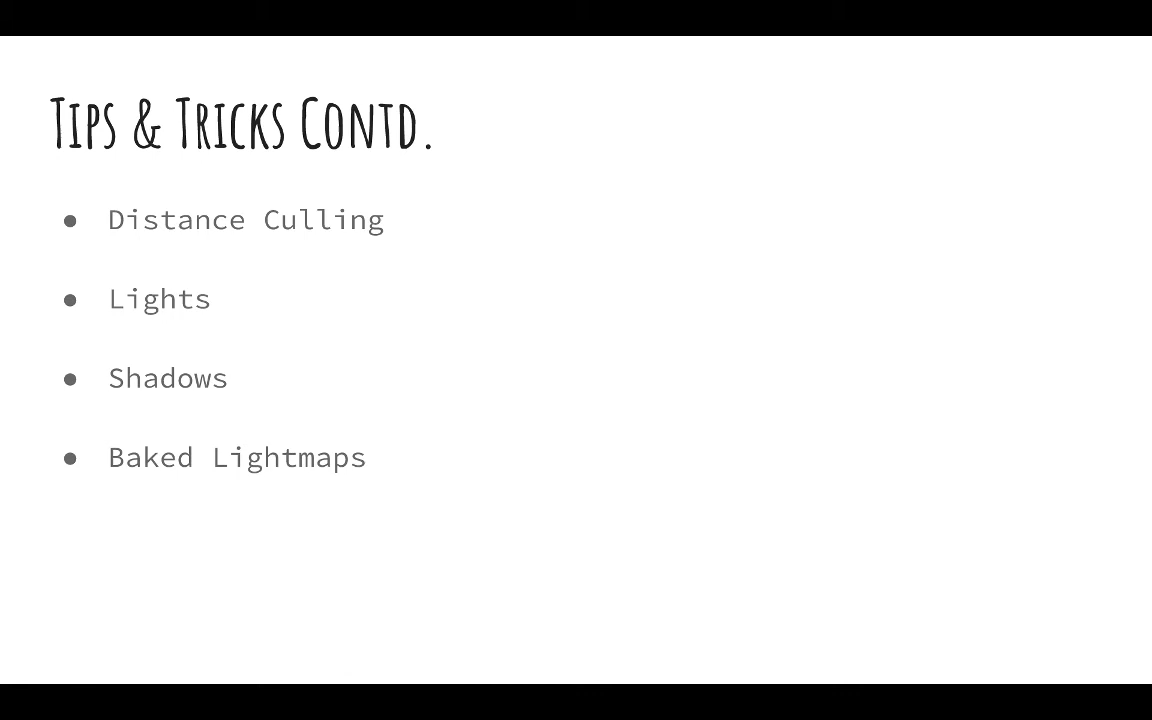 Tips & Tricks Contd.
● Distance Culling
● Lights
● Shadows
● Baked Lightmaps